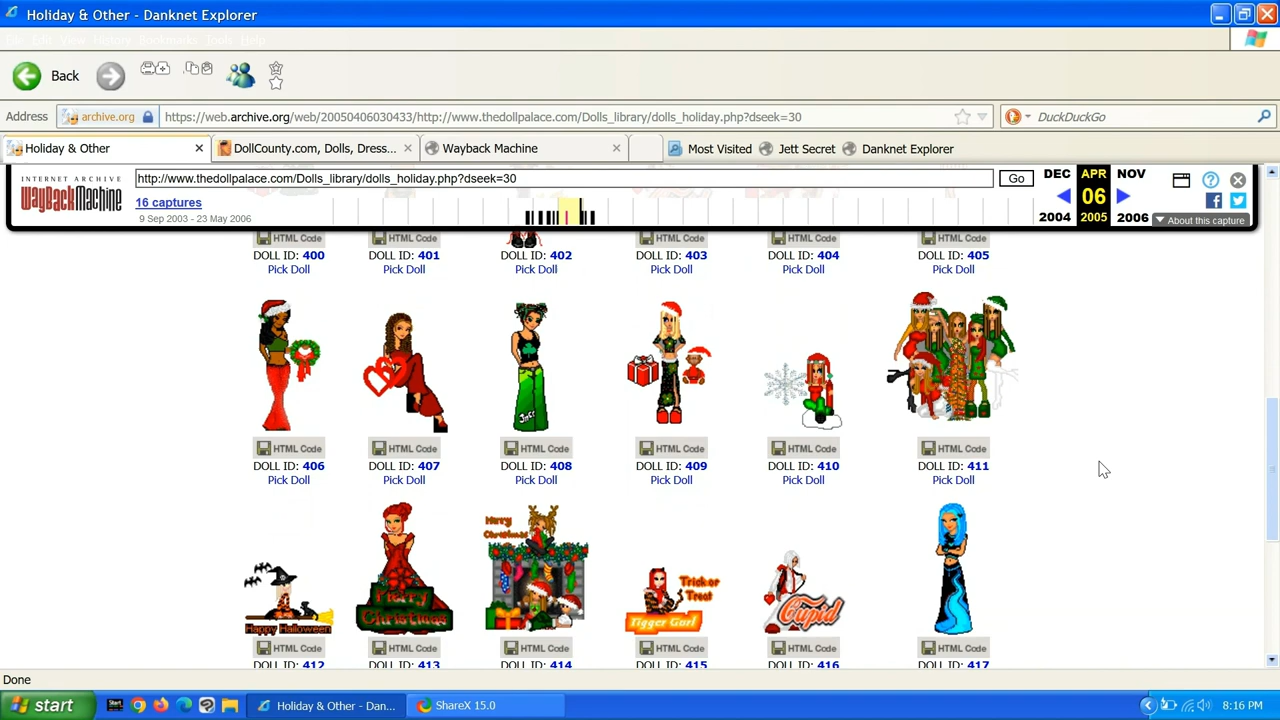 Holiday & Other - Danknet Explorer
File Edit View History Bookmarks Tools Help
Back
Address archive.org https://web.archive.org/web/20050406030433/http://www.thedollpalace.com/Dolls_library/dolls_holiday.php?dseek=30 DuckDuckGo
Holiday & Other DollCounty.com, Dolls, Dress... Wayback Machine Most Visited Jett Secret Danknet Explorer
INTERNET ARCHIVE
WayBackMachine
http://www.thedollpalace.com/Dolls_library/dolls_holiday.php?dseek=30 Go
DEC APR NOV
16 captures
06
9 Sep 2003 - 23 May 2006
2004 2005 2006 About this capture
HTML Code HTML Code HTML Code HTML Code HTML Code
DOLL ID: 400 DOLL ID: 401 DOLL ID: 402 DOLL ID: 403 DOLL ID: 404 DOLL ID: 405
Pick Doll Pick Doll Pick Doll Pick Doll Pick Doll Pick Doll
HTML Code HTML Code HTML Code HTML Code HTML Code HTML Code
DOLL ID: 406 DOLL ID: 407 DOLL ID: 408 DOLL ID: 409 DOLL ID: 410 DOLL ID: 411
Pick Doll Pick Doll Pick Doll Pick Doll Pick Doll Pick Doll
Merry
Christmas
Trick or
Treat
Happy Halloween
Merry
Christmas
Tigger Gorl
Cupid
HTML Code HTML Code HTML Code HTML Code HTML Code HTML Code
DOLL ID: 412 DOLL ID: 413 DOLL ID: 414 DOLL ID: 415 DOLL ID: 416 DOLL ID: 417
Done
start Holiday & Other - Dan... ShareX 15.0 8:16 PM